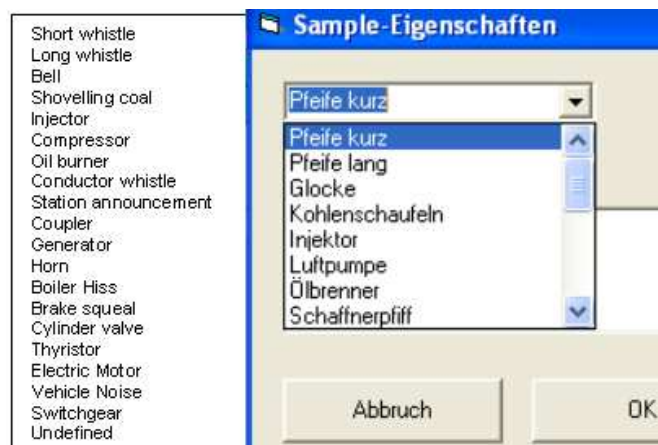 Short whistle
Long whistle
Bell
Shovelling coal
Injector
Compressor
Oil burner
Conductor whistle
Station announcement
Coupler
Generator
Horn
Boiler Hiss
Brake squeal
Cylinder valve
Thyristor
Electric Motor
Vehicle Noise
Switchgear
Undefined
Sample-Eigenschaften
Pfeife kurz
Pfeife kurz
Pfeife lang
Glocke
Kohlenschaufeln
Injektor
Luftpumpe
Ölbrenner
Schaffnerpfiff
Abbruch
OK